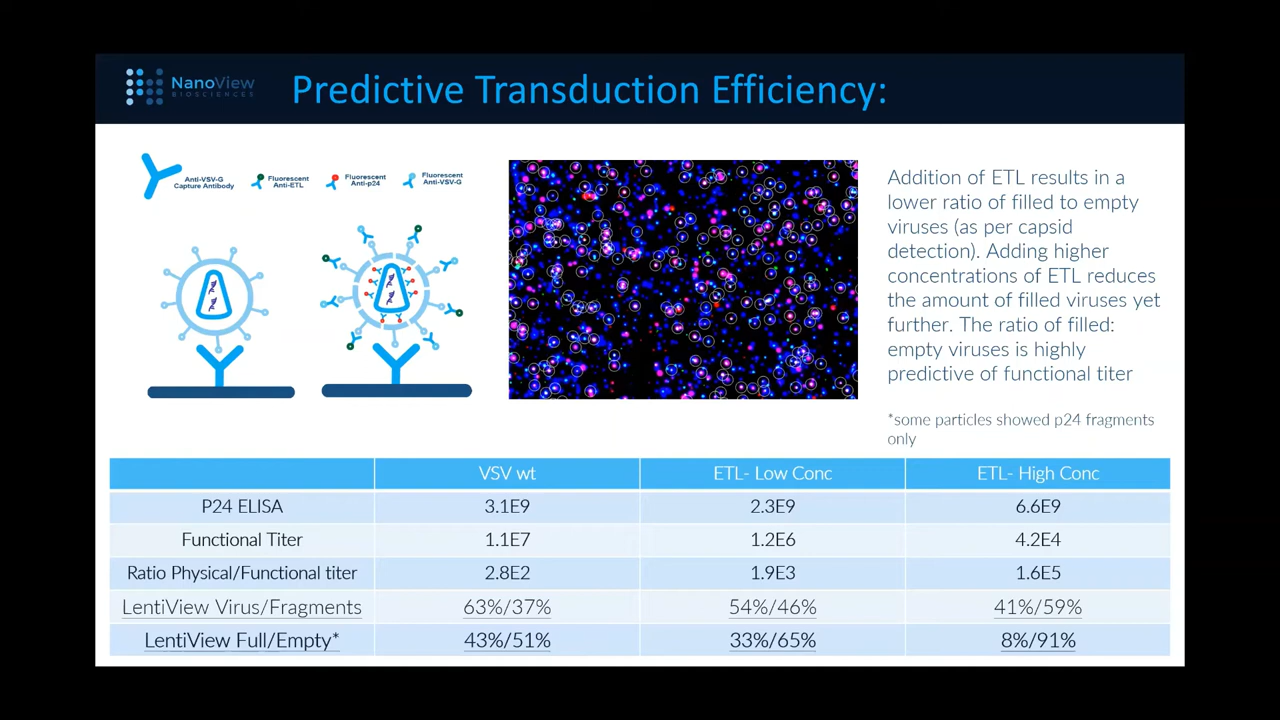 NanoView
BIOSCIENCES
Predictive Transduction Efficiency:
Anti-VSV-G
Capture Antibody
Fluorescent
Anti-ETL
Fluorescent
Anti-p24
Fluorescent
Anti-VSV-G
Addition of ETL results in a
lower ratio of filled to empty
viruses (as per capsid
detection). Adding higher
concentrations of ETL reduces
the amount of filled viruses yet
further. The ratio of filled:
empty viruses is highly
predictive of functional titer
*some particles showed p24 fragments
only
VSV wt ETL- Low Conc ETL- High Conc
P24 ELISA 3.1E9 2.3E9 6.6E9
Functional Titer 1.1E7 1.2E6 4.2E4
Ratio Physical/Functional titer 2.8E2 1.9E3 1.6E5
LentiView Virus/Fragments 63%/37% 54%/46% 41%/59%
LentiView Full/Empty* 43%/51% 33%/65% 8%/91%